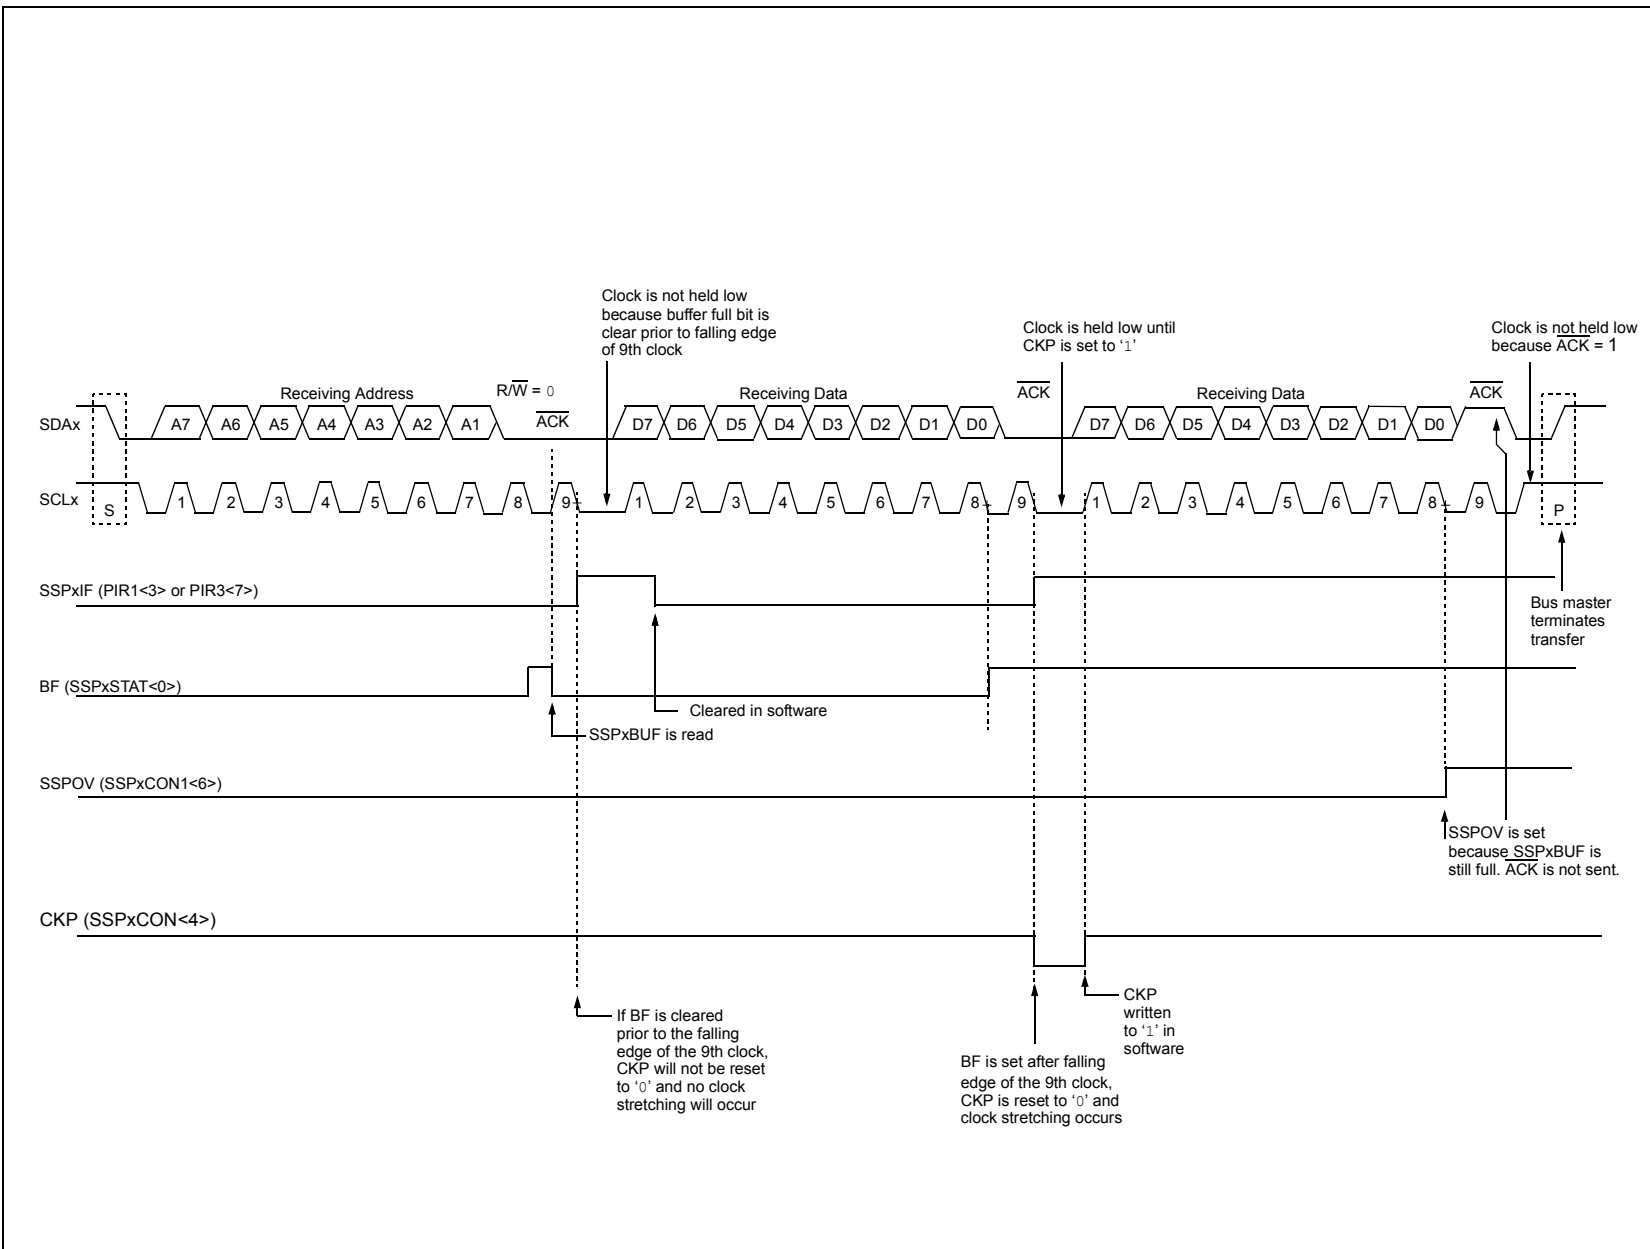 Clock is not held low
because buffer full bit is
clear prior to falling edge
of 9th clock
Clock is held low until
CKP is set to ‘1’
Clock is not held low
because ACK = 1
Receiving Address
R/W = 0
ACK
Receiving Data
ACK
Receiving Data
ACK
SDAx
A7 A6 A5 A4 A3 A2 A1
D7 D6 D5 D4 D3 D2 D1 D0
D7 D6 D5 D4 D3 D2 D1 D0
SCLx
S
1 2 3 4 5 6 7 8 9
1 2 3 4 5 6 7 8 9
1 2 3 4 5 6 7 8 9
P
SSPxIF (PIR1<3> or PIR3<7>)
Bus master
terminates
transfer
BF (SSPxSTAT<0>)
Cleared in software
SSPxBUF is read
SSPOV (SSPxCON1<6>)
SSPOV is set
because SSPxBUF is
still full. ACK is not sent.
CKP (SSPxCON<4>)
If BF is cleared
prior to the falling
edge of the 9th clock,
CKP will not be reset
to ‘0’ and no clock
stretching will occur
BF is set after falling
edge of the 9th clock,
CKP is reset to ‘0’ and
clock stretching occurs
CKP
written
to ‘1’ in
software